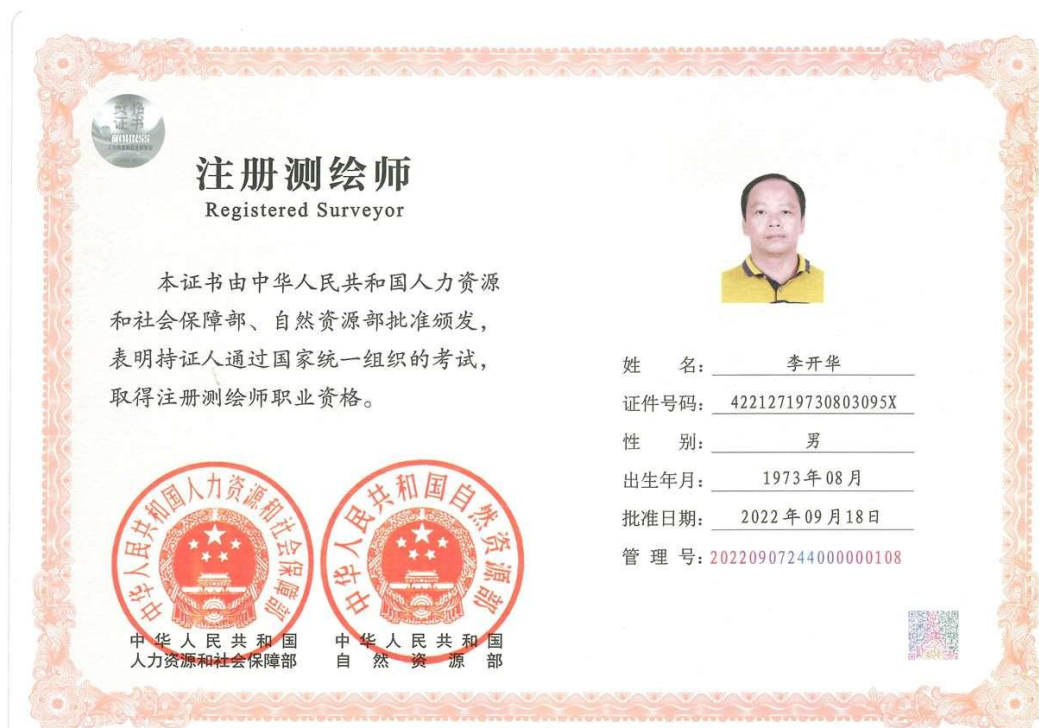 资格
证书
MOHRSS
注册测绘师
Registered Surveyor
本证书由中华人民共和国人力资源
和社会保障部、自然资源部批准颁发，
表明持证人通过国家统一组织的考试，
取得注册测绘师职业资格。
中华人民共和国人力资源和社会保障部
中华人民共和国自然资源部
中华人民共和国
人力资源和社会保障部
中华人民共和国
自然资源部
姓 名：李开华
证件号码：42212719730803095X
性 别：男
出生年月：1973年08月
批准日期：2022年09月18日
管 理 号：20220907244000000108